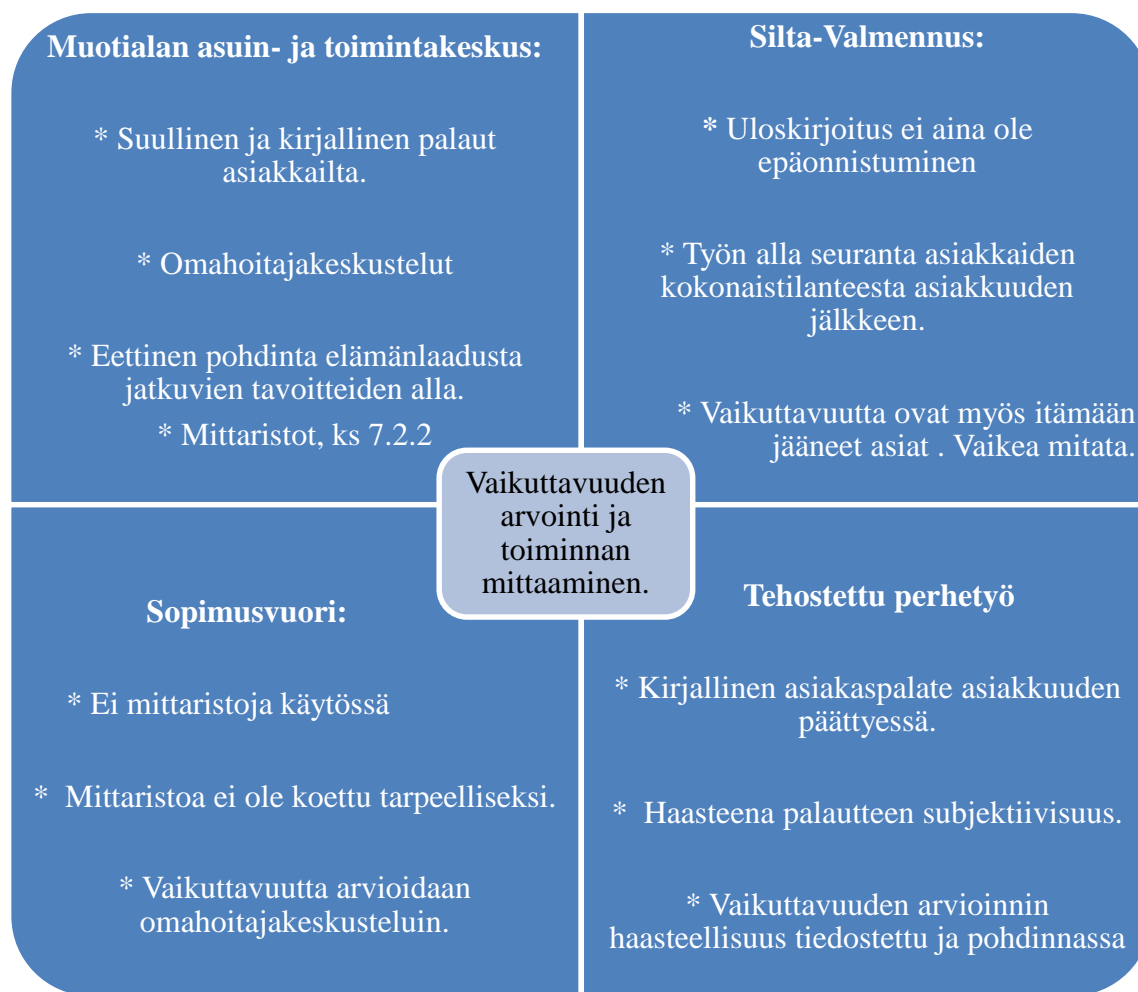 Muotialan asuin- ja toimintakeskus:
* Suullinen ja kirjallinen palaut
asiakkailta.
* Omahoitajakeskustelut
* Eettinen pohdinta elämänlaadusta
jatkuvien tavoitteiden alla.
* Mittaristot, ks 7.2.2
Silta-Valmennus:
* Uloskirjoitus ei aina ole
epäonnistuminen
* Työn alla seuranta asiakkaiden
kokonaistilanteesta asiakkuuden
jälkkeen.
* Vaikuttavuutta ovat myös itämään
jääneet asiat . Vaikea mitata.
Vaikuttavuuden
arvointi ja
toiminnan
mittaaminen.
Sopimusvuori:
* Ei mittaristoja käytössä
* Mittaristoa ei ole koettu tarpeelliseksi.
* Vaikuttavuutta arvioidaan
omahoitajakeskusteluin.
Tehostettu perhetyö
* Kirjallinen asiakaspalate asiakkuuden
päättyessä.
* Haasteena palautteen subjektiivisuus.
* Vaikuttavuuden arvioinnin
haasteellisuus tiedostettu ja pohdinnassa